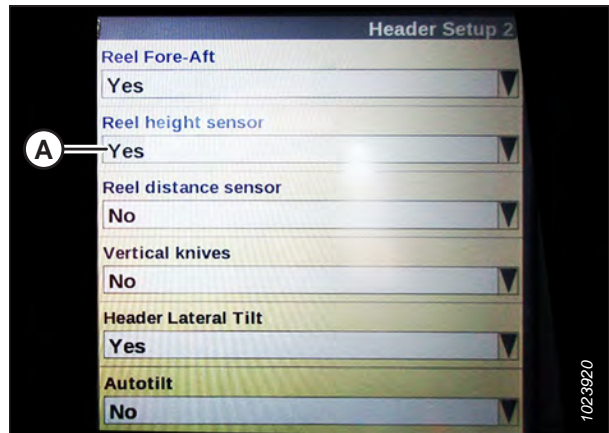 Header Setup 2
Reel Fore-Aft
Yes
Reel height sensor
A
Yes
Reel distance sensor
No
Vertical knives
No
Header Lateral Tilt
Yes
Autotilt
No
1023920